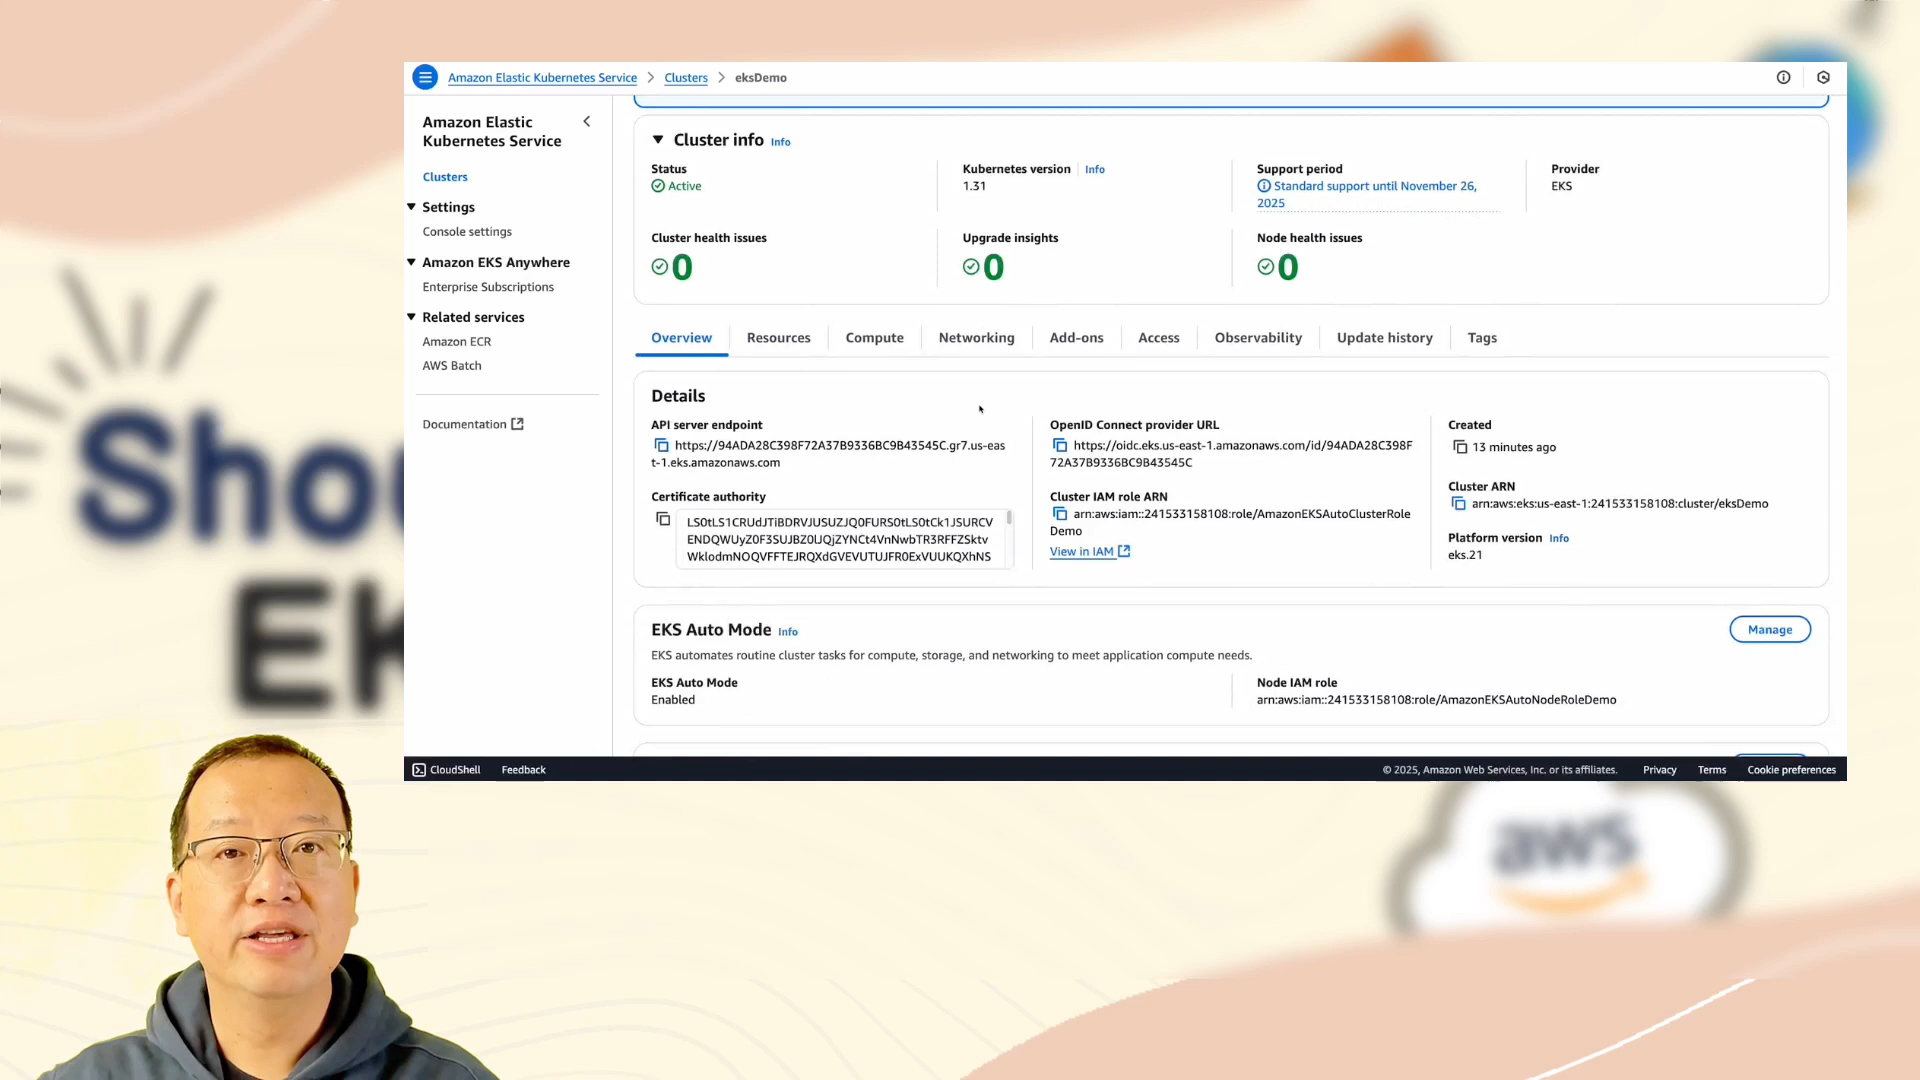 Amazon Elastic Kubernetes Service > Clusters > eksDemo
Amazon Elastic
Kubernetes Service
Clusters
Settings
Console settings
Amazon EKS Anywhere
Enterprise Subscriptions
Related services
Amazon ECR
AWS Batch
Documentation
Cluster info Info
Status
Active
Kubernetes version | Info
1.31
Support period
Standard support until November 26,
2025
Provider
EKS
Cluster health issues
0
Upgrade insights
0
Node health issues
0
Overview Resources Compute Networking Add-ons Access Observability Update history Tags
Details
API server endpoint
https://94ADA28C398F72A37B9336BC9B43545C.gr7.us-eas
t-1.eks.amazonaws.com
Certificate authority
LS0tLS1CRUdJTiBDRVJUSUZJQ0FURS0tLS0tCk1JSURCV
ENDQWUyZ0F3SUJBZ0lJQjZYNCt4VnNwbTR3RFFZSktv
WklodmNOQVFFTEJRQXdGVEVUTUJFR0ExVUUKQXhNS
OpenID Connect provider URL
https://oidc.eks.us-east-1.amazonaws.com/id/94ADA28C398F
72A37B9336BC9B43545C
Cluster IAM role ARN
arn:aws:iam::241533158108:role/AmazonEKSAutoClusterRole
Demo
View in IAM
Created
13 minutes ago
Cluster ARN
arn:aws:eks:us-east-1:241533158108:cluster/eksDemo
Platform version Info
eks.21
EKS Auto Mode Info
Manage
EKS automates routine cluster tasks for compute, storage, and networking to meet application compute needs.
EKS Auto Mode
Enabled
Node IAM role
arn:aws:iam::241533158108:role/AmazonEKSAutoNodeRoleDemo
CloudShell Feedback
© 2025, Amazon Web Services, Inc. or its affiliates. Privacy Terms Cookie preferences
Sho
EK
aws